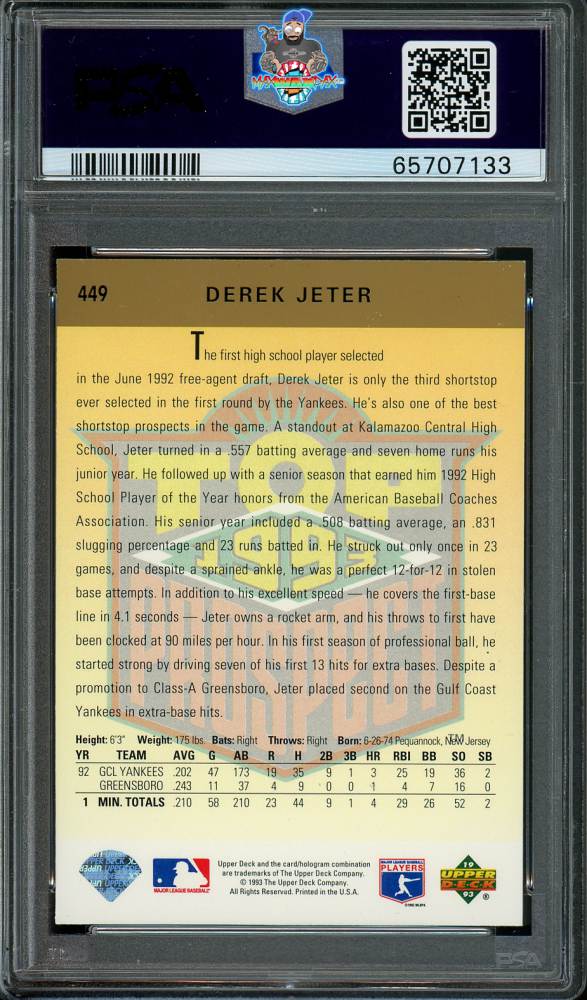 PSA
65707133
449 DEREK JETER
The first high school player selected
in the June 1992 free-agent draft, Derek Jeter is only the third shortstop
ever selected in the first round by the Yankees. He's also one of the best
shortstop prospects in the game. A standout at Kalamazoo Central High
School, Jeter turned in a .557 batting average and seven home runs his
junior year. He followed up with a senior season that earned him 1992 High
School Player of the Year honors from the American Baseball Coaches
Association. His senior year included a .508 batting average, an .831
slugging percentage and 23 runs batted in. He struck out only once in 23
games, and despite a sprained ankle, he was a perfect 12-for-12 in stolen
base attempts. In addition to his excellent speed — he covers the first-base
line in 4.1 seconds — Jeter owns a rocket arm, and his throws to first have
been clocked at 90 miles per hour. In his first season of professional ball, he
started strong by driving seven of his first 13 hits for extra bases. Despite a
promotion to Class-A Greensboro, Jeter placed second on the Gulf Coast
Yankees in extra-base hits.
TOP
1993
PROSPECT
TM
Height: 6'3" Weight: 175 lbs. Bats: Right Throws: Right Born: 6-26-74 Pequannock, New Jersey
YR TEAM AVG G AB R H 2B 3B HR RBI BB SO SB
92 GCL YANKEES .202 47 173 19 35 9 1 3 25 19 36 2
GREENSBORO .243 11 37 4 9 0 0 1 4 7 16 0
1 MIN. TOTALS .210 58 210 23 44 9 1 4 29 26 52 2
UPPER DECK
MAJOR LEAGUE BASEBALL
Upper Deck and the card/hologram combination
are trademarks of The Upper Deck Company.
© 1993 The Upper Deck Company.
All Rights Reserved. Printed in the U.S.A.
MAJOR LEAGUE BASEBALL
PLAYERS
19
UPPER
DECK
93 ®
PSA